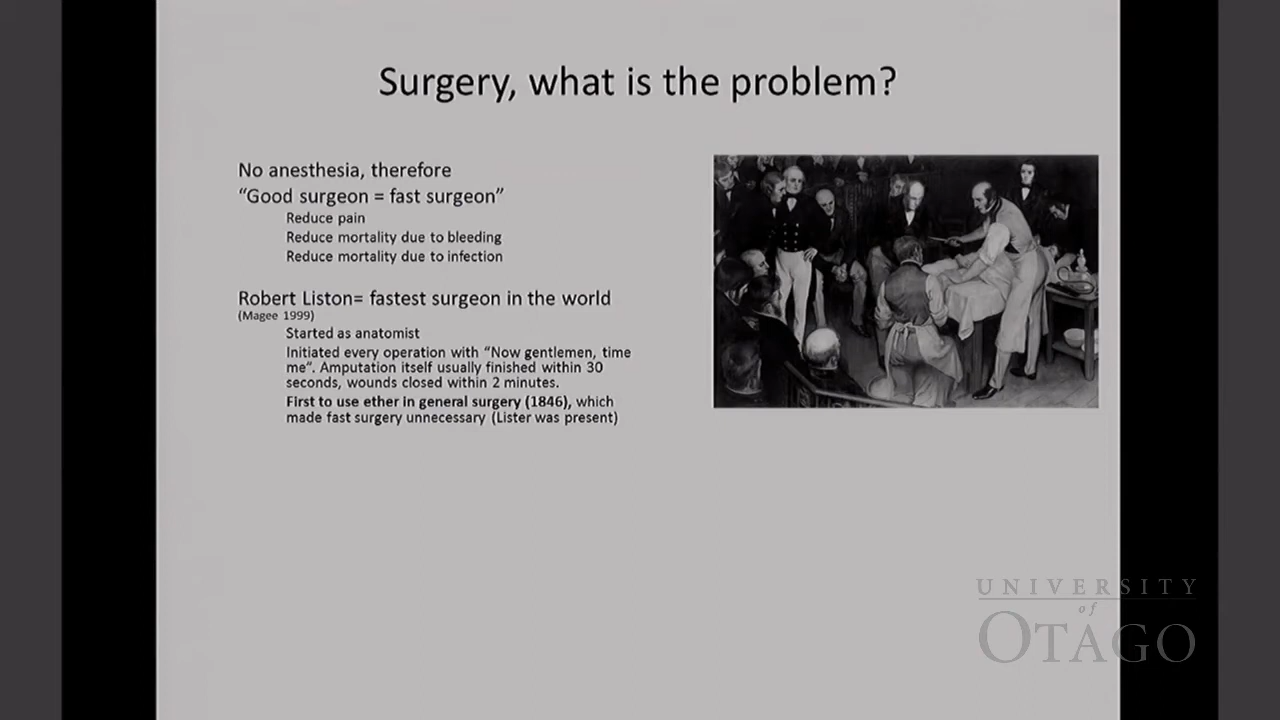 Surgery, what is the problem?
No anesthesia, therefore
“Good surgeon = fast surgeon”
Reduce pain
Reduce mortality due to bleeding
Reduce mortality due to infection
Robert Liston= fastest surgeon in the world
(Magee 1999)
Started as anatomist
Initiated every operation with “Now gentlemen, time
me”. Amputation itself usually finished within 30
seconds, wounds closed within 2 minutes.
First to use ether in general surgery (1846), which
made fast surgery unnecessary (Lister was present)
UNIVERSITY
of
OTAGO